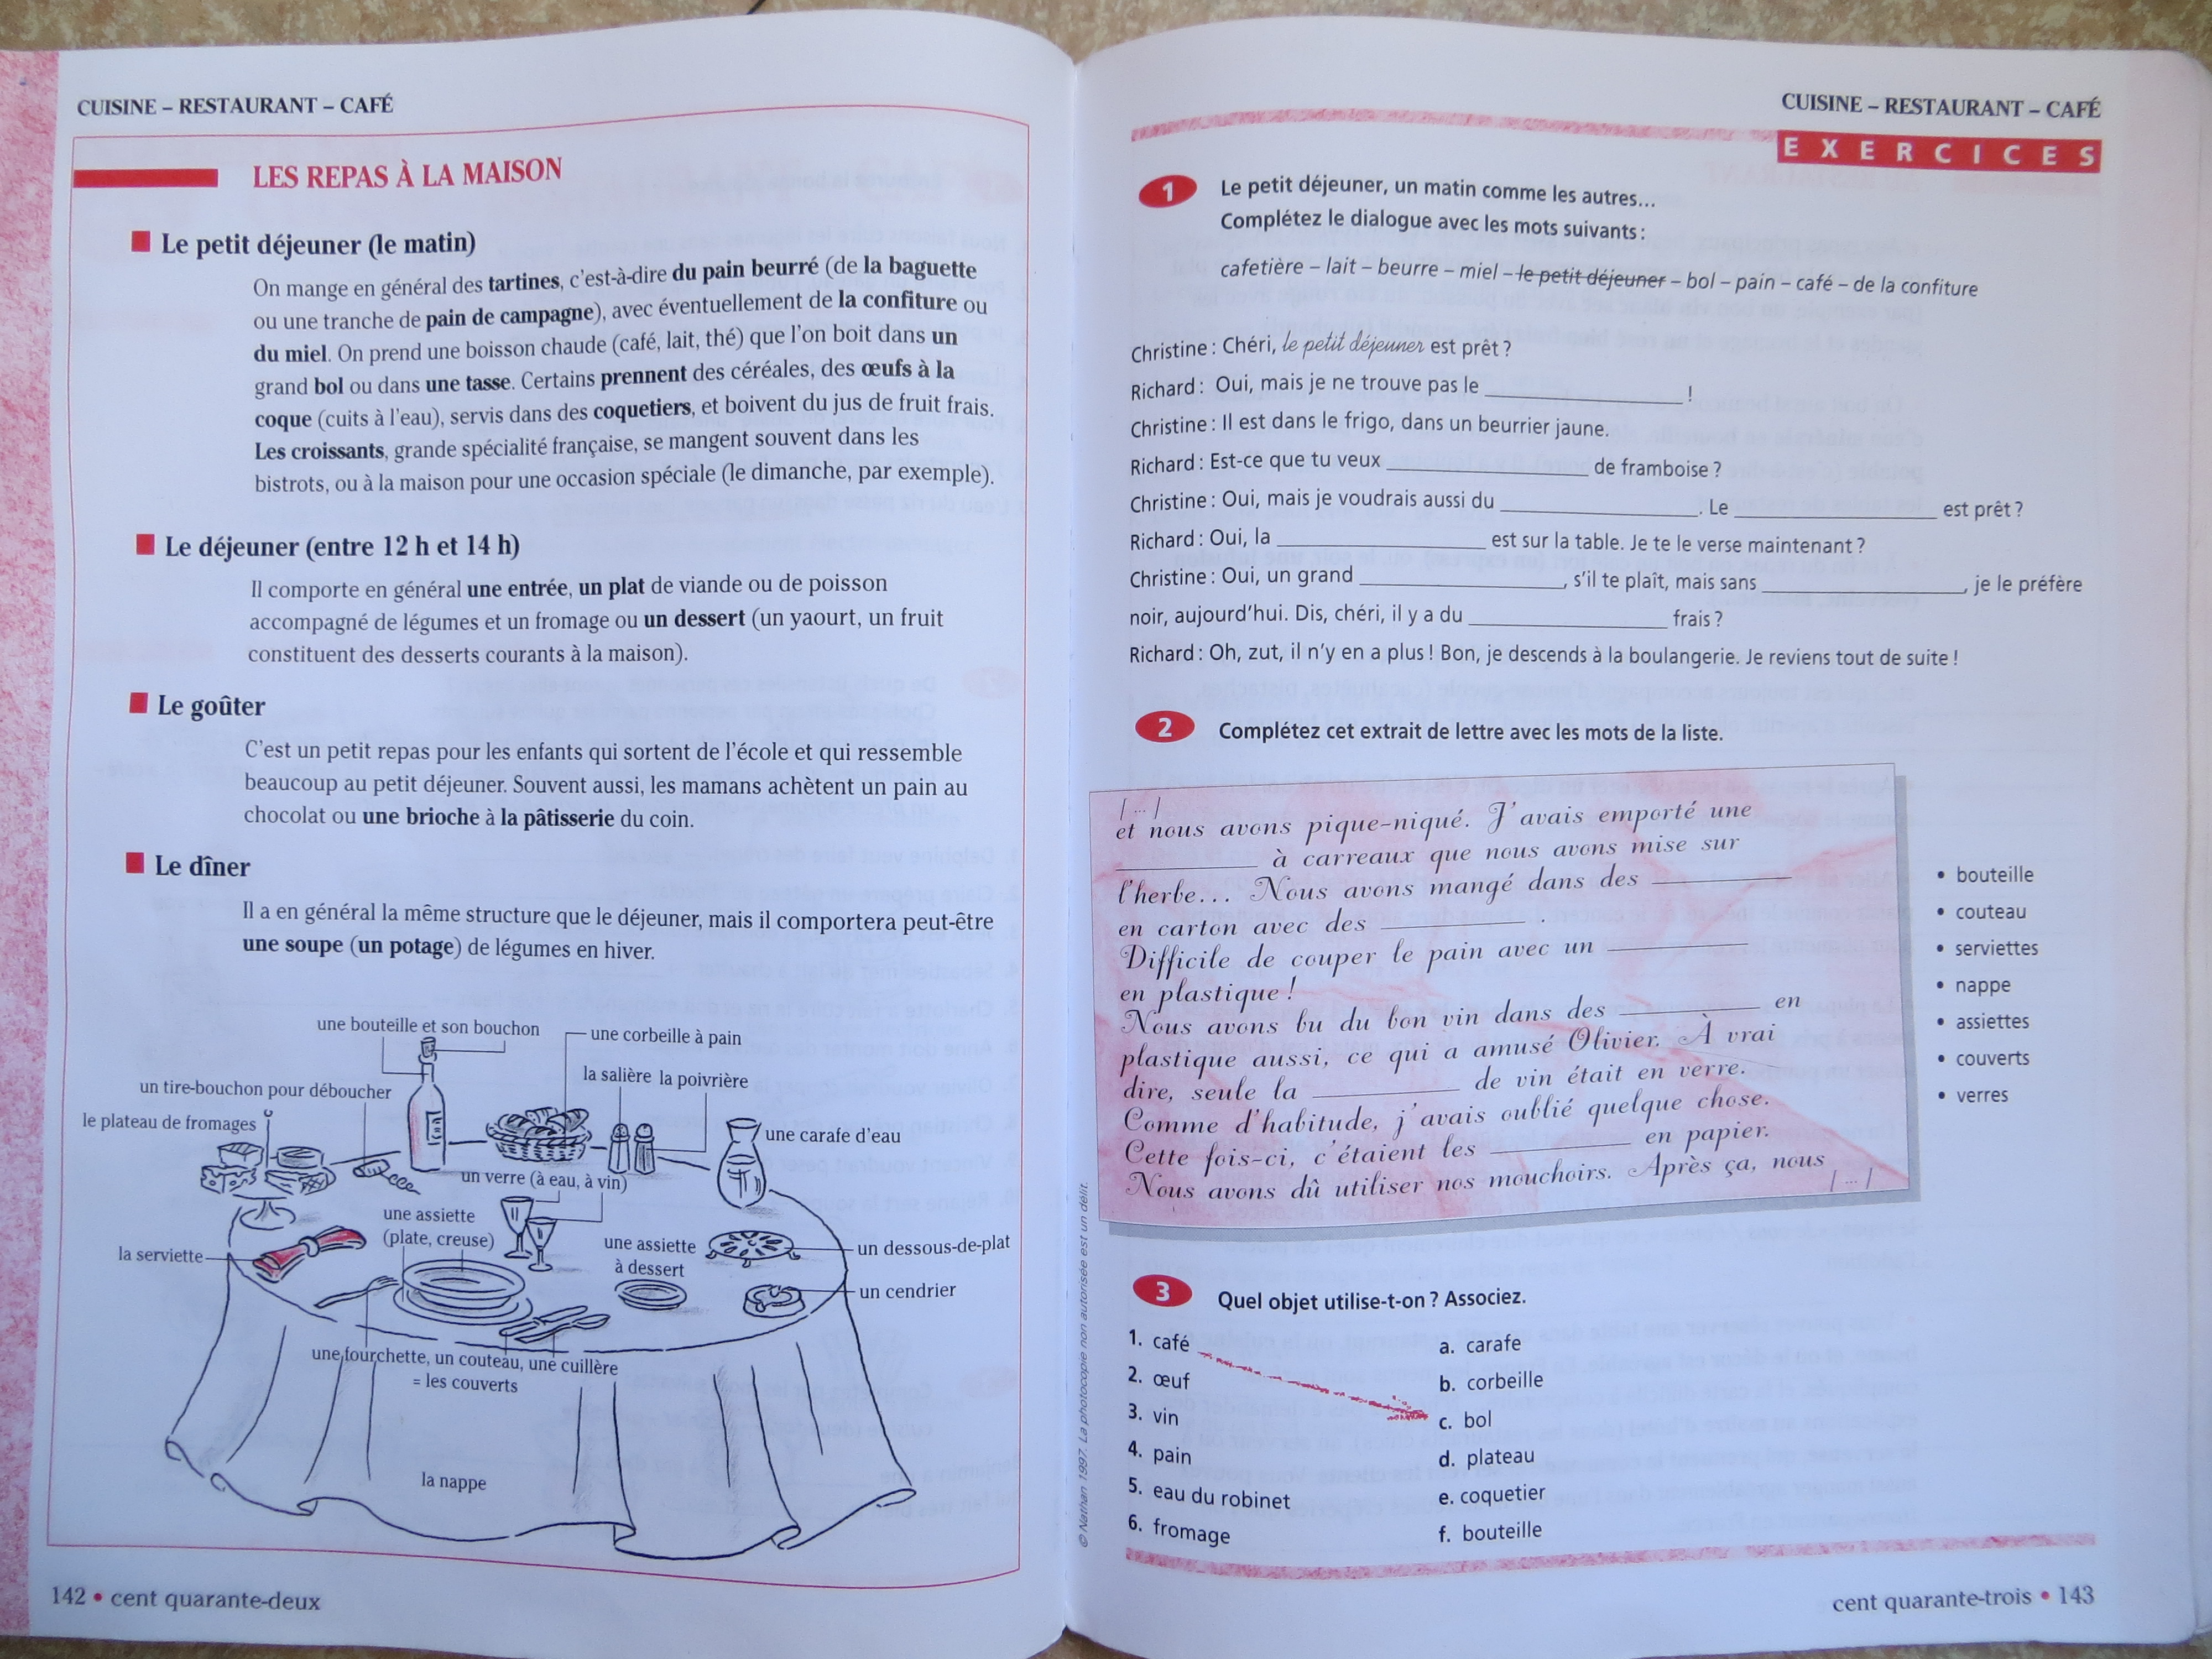 CUISINE – RESTAURANT – CAFÉ
LES REPAS À LA MAISON
Le petit déjeuner (le matin)
On mange en général des tartines, c'est-à-dire du pain beurré (de la baguette
ou une tranche de pain de campagne), avec éventuellement de la confiture ou
du miel. On prend une boisson chaude (café, lait, thé) que l'on boit dans un
grand bol ou dans une tasse. Certains prennent des céréales, des œufs à la
coque (cuits à l'eau), servis dans des coquetiers, et boivent du jus de fruit frais.
Les croissants, grande spécialité française, se mangent souvent dans les
bistrots, ou à la maison pour une occasion spéciale (le dimanche, par exemple).
Le déjeuner (entre 12 h et 14 h)
Il comporte en général une entrée, un plat de viande ou de poisson
accompagné de légumes et un fromage ou un dessert (un yaourt, un fruit
constituent des desserts courants à la maison).
Le goûter
C'est un petit repas pour les enfants qui sortent de l'école et qui ressemble
beaucoup au petit déjeuner. Souvent aussi, les mamans achètent un pain au
chocolat ou une brioche à la pâtisserie du coin.
Le dîner
Il a en général la même structure que le déjeuner, mais il comportera peut-être
une soupe (un potage) de légumes en hiver.
une bouteille et son bouchon
une corbeille à pain
la salière la poivrière
un tire-bouchon pour déboucher
le plateau de fromages
une carafe d'eau
un verre (à eau, à vin)
une assiette
(plate, creuse)
une assiette
à dessert
un dessous-de-plat
la serviette
un cendrier
une fourchette, un couteau, une cuillère
= les couverts
la nappe
142 • cent quarante-deux
© Nathan 1997. La photocopie non autorisée est un délit.
CUISINE – RESTAURANT – CAFÉ
EXERCICES
1 Le petit déjeuner, un matin comme les autres...
Complétez le dialogue avec les mots suivants :
cafetière – lait – beurre – miel – le petit déjeuner – bol – pain – café – de la confiture
Christine : Chéri, le petit déjeuner est prêt ?
Richard : Oui, mais je ne trouve pas le ____________ !
Christine : Il est dans le frigo, dans un beurrier jaune.
Richard : Est-ce que tu veux ____________ de framboise ?
Christine : Oui, mais je voudrais aussi du ____________. Le ____________ est prêt ?
Richard : Oui, la ____________ est sur la table. Je te le verse maintenant ?
Christine : Oui, un grand ____________, s'il te plaît, mais sans ____________, je le préfère
noir, aujourd'hui. Dis, chéri, il y a du ____________ frais ?
Richard : Oh, zut, il n'y en a plus ! Bon, je descends à la boulangerie. Je reviens tout de suite !
2 Complétez cet extrait de lettre avec les mots de la liste.
[...]
et nous avons pique-niqué. J'avais emporté une
____________ à carreaux que nous avons mise sur
l'herbe... Nous avons mangé dans des ____________
en carton avec des ____________ .
Difficile de couper le pain avec un ____________
en plastique !
Nous avons bu du bon vin dans des ____________ en
plastique aussi, ce qui a amusé Olivier. À vrai
dire, seule la ____________ de vin était en verre.
Comme d'habitude, j'avais oublié quelque chose.
Cette fois-ci, c'étaient les ____________ en papier.
Nous avons dû utiliser nos mouchoirs. Après ça, nous
[...]
• bouteille
• couteau
• serviettes
• nappe
• assiettes
• couverts
• verres
3 Quel objet utilise-t-on ? Associez.
1. café
2. œuf
3. vin
4. pain
5. eau du robinet
6. fromage
a. carafe
b. corbeille
c. bol
d. plateau
e. coquetier
f. bouteille
cent quarante-trois • 143